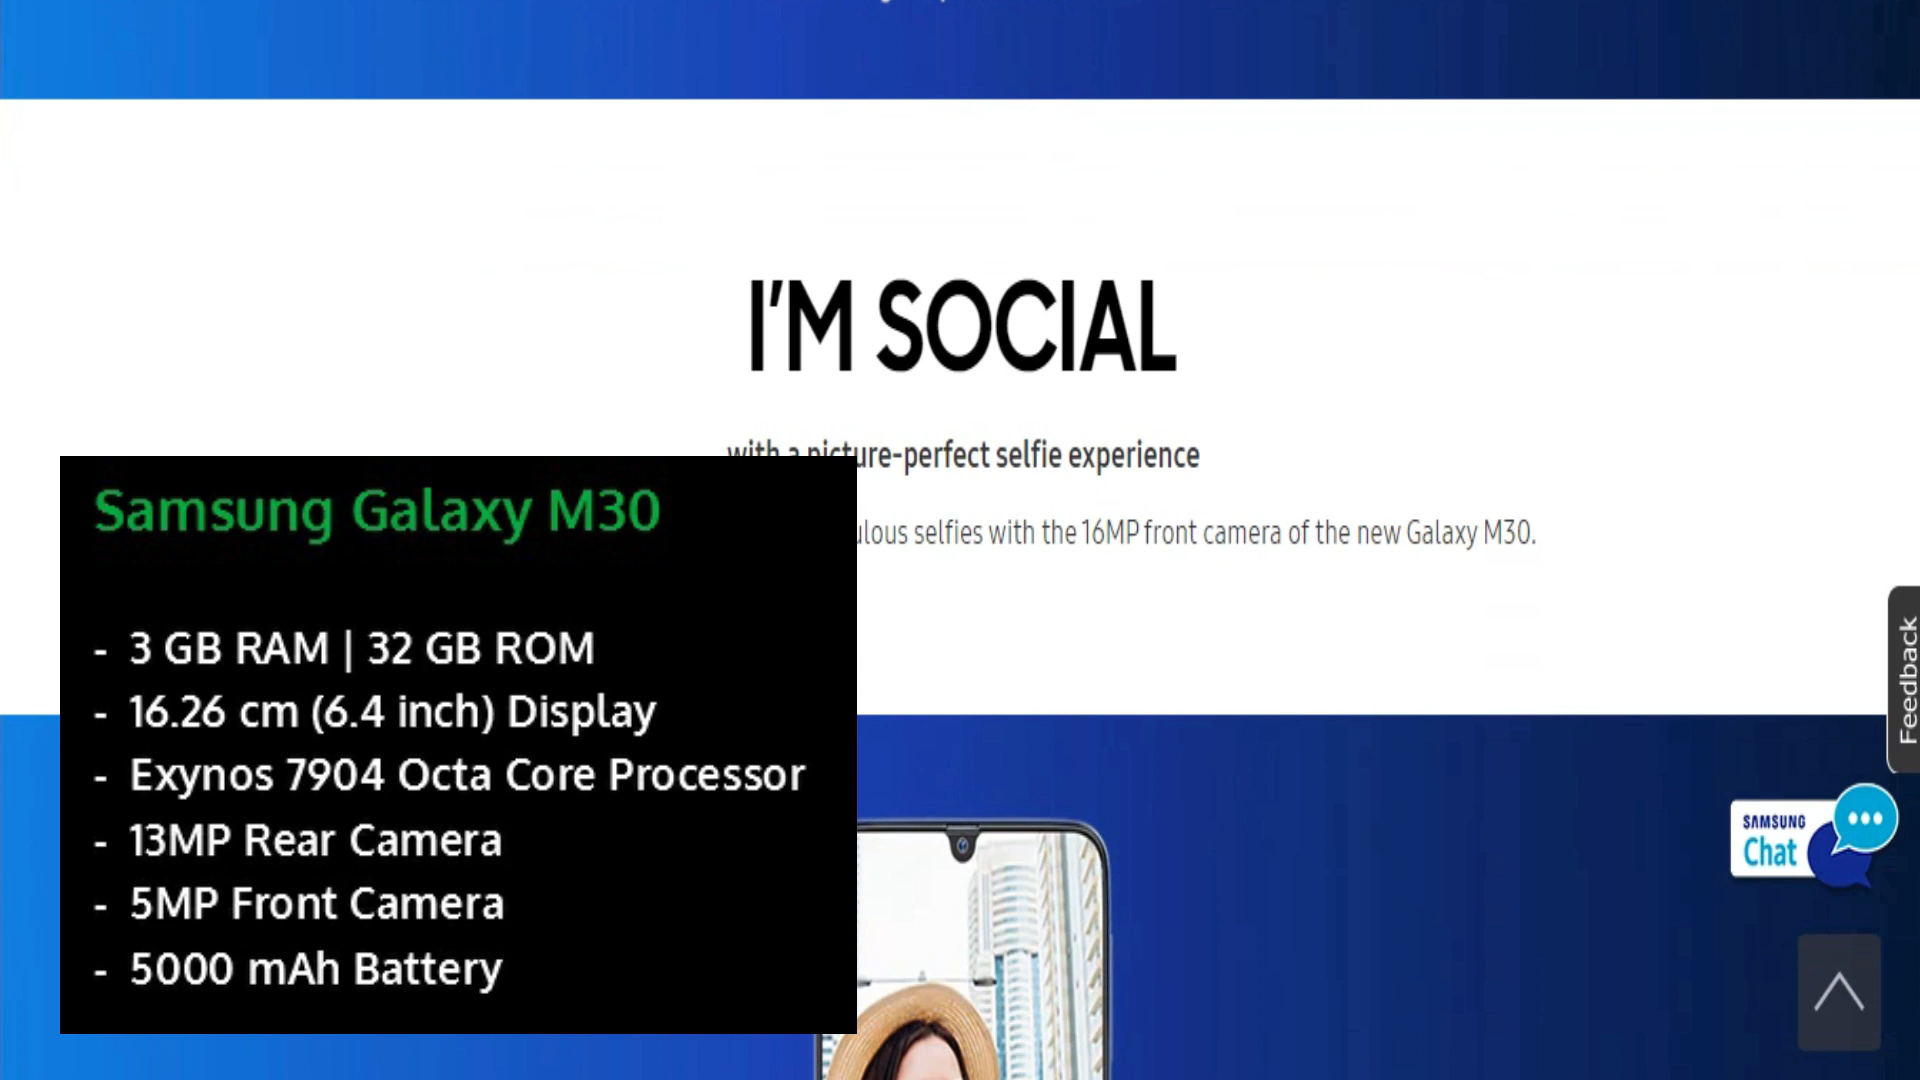 I'M SOCIAL
with a picture-perfect selfie experience
selfies with the 16MP front camera of the new Galaxy M30.
Samsung Galaxy M30
- 3 GB RAM | 32 GB ROM
- 16.26 cm (6.4 inch) Display
- Exynos 7904 Octa Core Processor
- 13MP Rear Camera
- 5MP Front Camera
- 5000 mAh Battery
Feedback
SAMSUNG
Chat